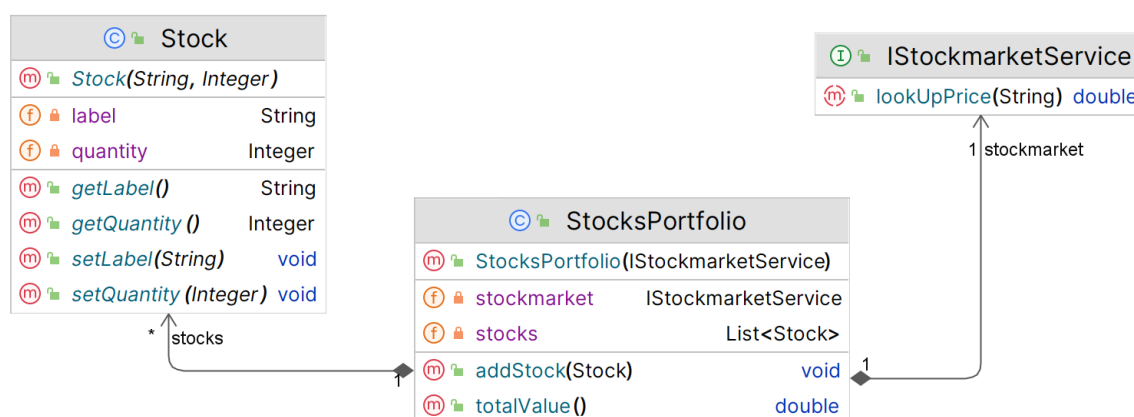 Stock
Stock(String, Integer)
label String
quantity Integer
getLabel() String
getQuantity() Integer
setLabel(String) void
setQuantity(Integer) void
IStockmarketService
lookUpPrice(String) double
1 stockmarket
StocksPortfolio
StocksPortfolio(IStockmarketService)
stockmarket IStockmarketService
stocks List<Stock>
addStock(Stock) void
totalValue() double
* stocks
1
1